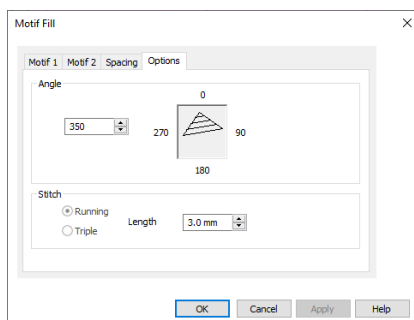 Motif Fill
Motif 1 Motif 2 Spacing Options
Angle
0
350 270 90
180
Stitch
Running
Triple
Length 3.0 mm
OK Cancel Apply Help